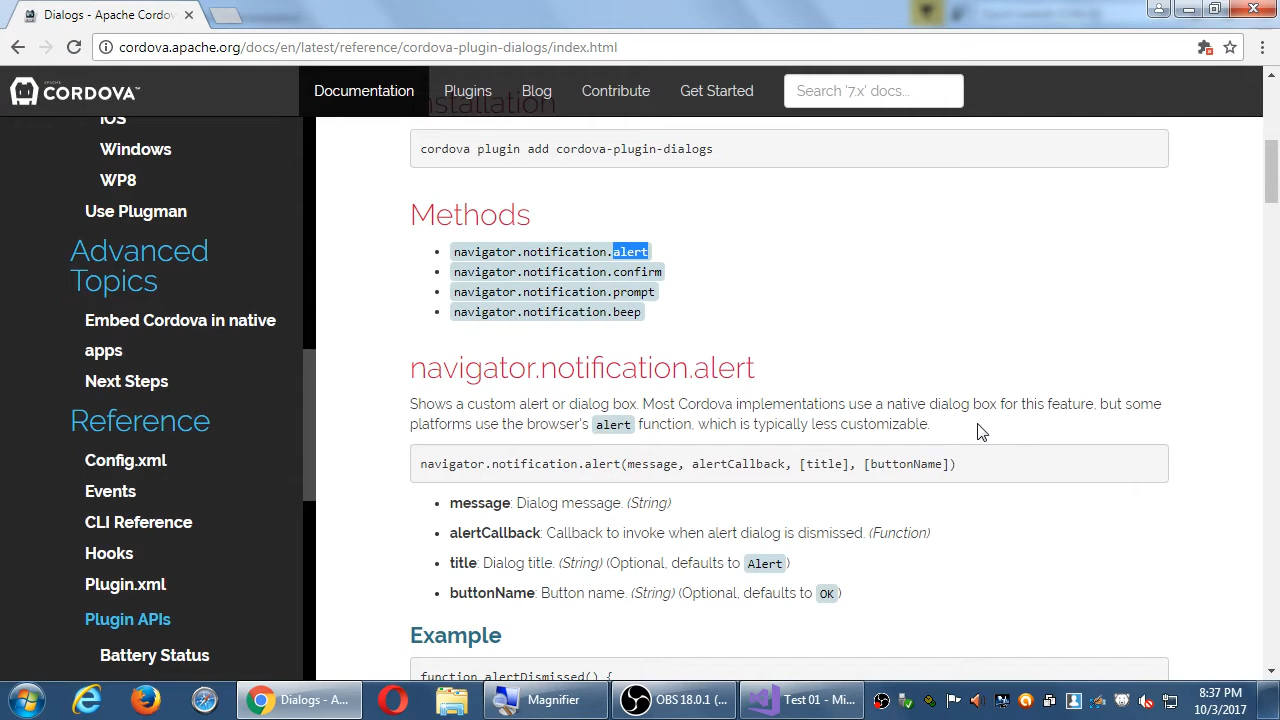 Dialogs - Apache Cordov
cordova.apache.org/docs/en/latest/reference/cordova-plugin-dialogs/index.html
APACHE
CORDOVA™
Documentation
Plugins
Blog
Contribute
Get Started
Search '7.x' docs...
iOS
Windows
WP8
Use Plugman
Advanced
Topics
Embed Cordova in native
apps
Next Steps
Reference
Config.xml
Events
CLI Reference
Hooks
Plugin.xml
Plugin APIs
Battery Status
Installation
cordova plugin add cordova-plugin-dialogs
Methods
navigator.notification.alert
navigator.notification.confirm
navigator.notification.prompt
navigator.notification.beep
navigator.notification.alert
Shows a custom alert or dialog box. Most Cordova implementations use a native dialog box for this feature, but some
platforms use the browser's alert function, which is typically less customizable.
navigator.notification.alert(message, alertCallback, [title], [buttonName])
message: Dialog message. (String)
alertCallback: Callback to invoke when alert dialog is dismissed. (Function)
title: Dialog title. (String) (Optional, defaults to Alert)
buttonName: Button name. (String) (Optional, defaults to OK)
Example
function alertDismissed() {
Dialogs - A...
Magnifier
OBS 18.0.1 (...
Test 01 - Mi...
8:37 PM
10/3/2017